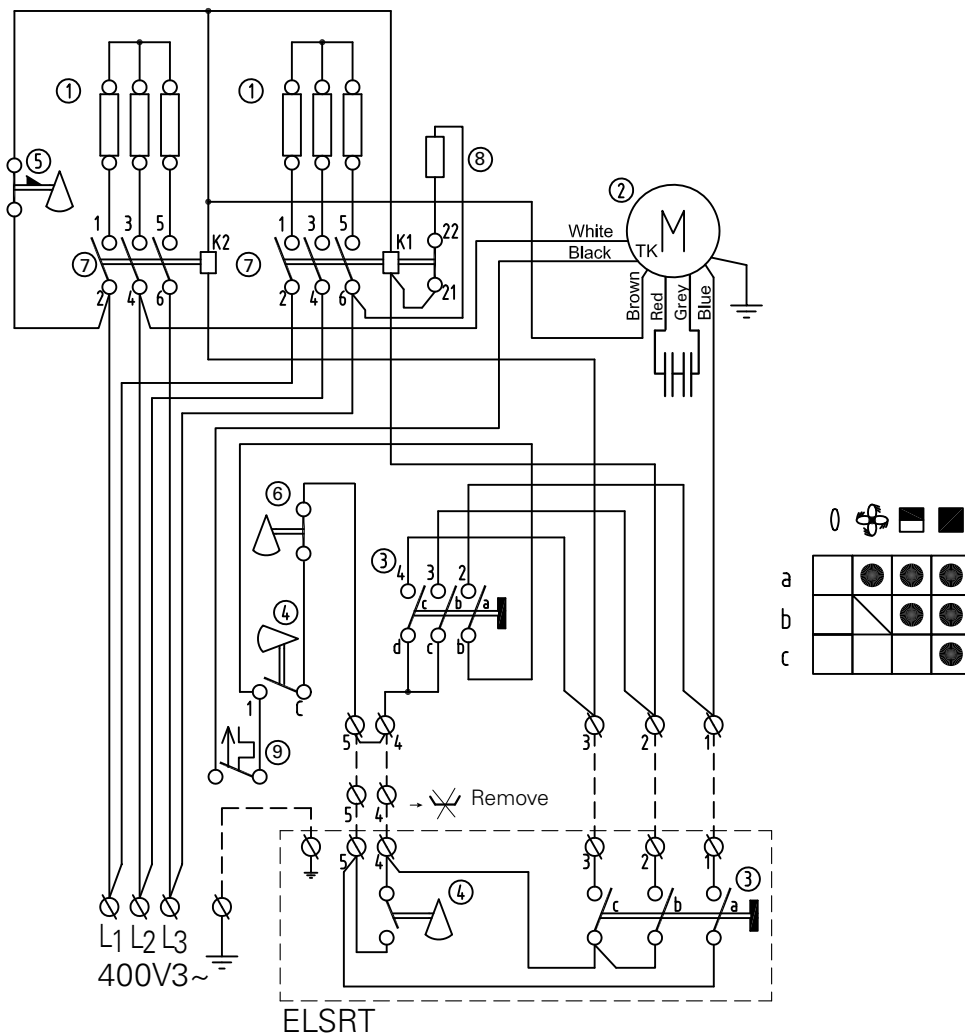 1
1
5
8
2
1 3 5
1 3 5
22
K2
K1
M
TK
White
Black
7
7
21
2 4 6
2 4 6
Brown
Red
Grey
Blue
6
3
4 3 2
c b a
d c b
4
1 C
9
5 4
3 2 1
5 4
→ Remove
5 4
3 2 1
4
3
c b a
L1 L2 L3
400V3~
ELSRT
a
b
c